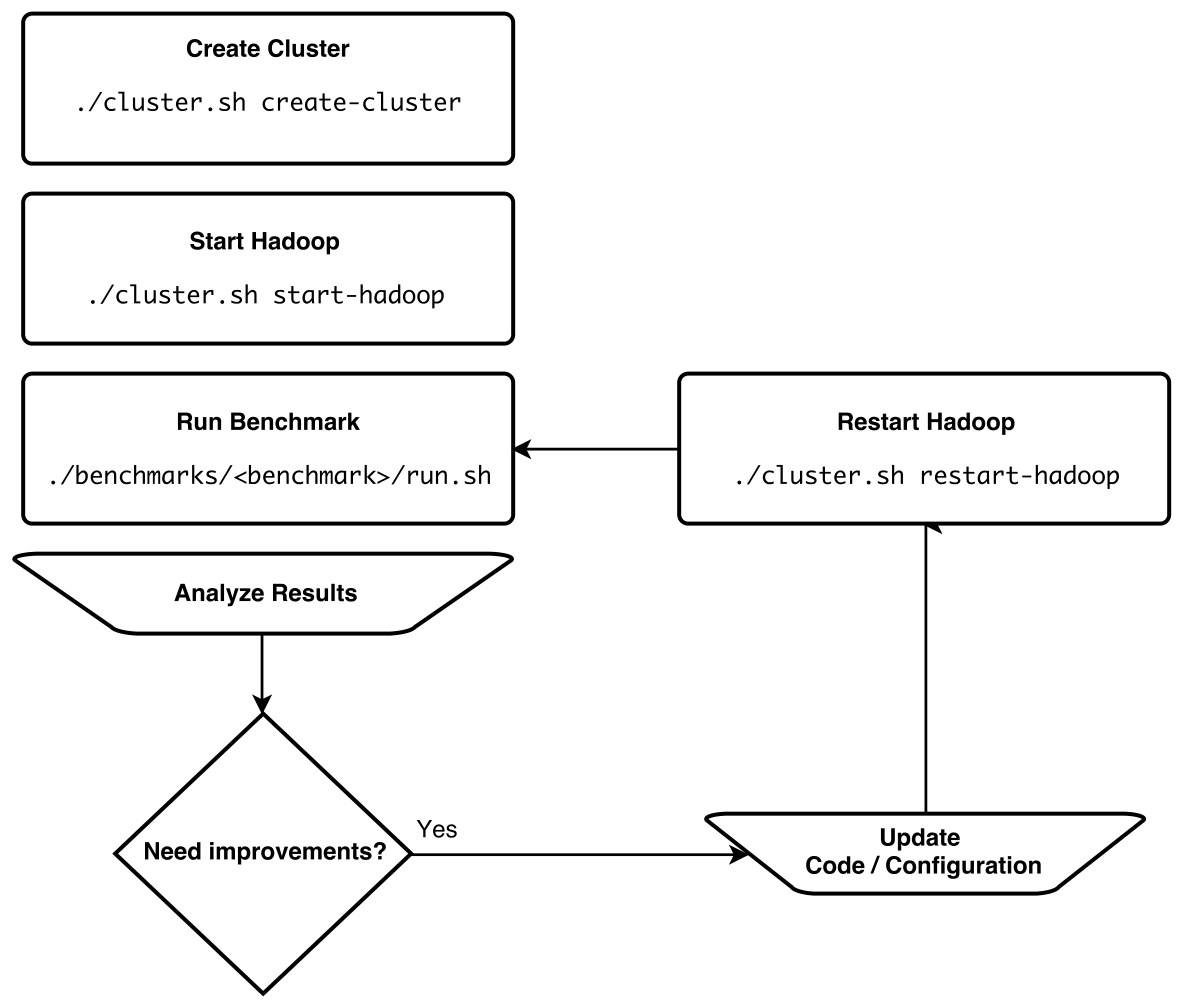 Create Cluster
./cluster.sh create-cluster
Start Hadoop
./cluster.sh start-hadoop
Run Benchmark
./benchmarks/<benchmark>/run.sh
Restart Hadoop
./cluster.sh restart-hadoop
Analyze Results
Need improvements?
Yes
Update
Code / Configuration